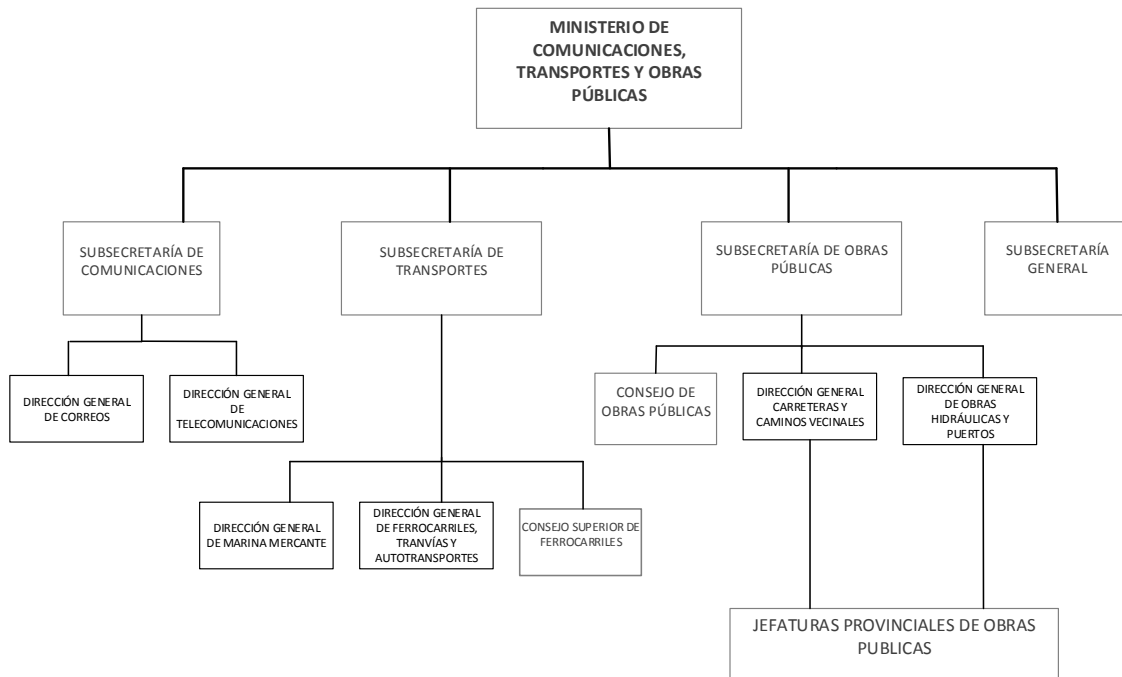 MINISTERIO DE
COMUNICACIONES,
TRANSPORTES Y OBRAS
PÚBLICAS
SUBSECRETARÍA DE
COMUNICACIONES
SUBSECRETARÍA DE
TRANSPORTES
SUBSECRETARÍA DE OBRAS
PÚBLICAS
SUBSECRETARÍA
GENERAL
DIRECCIÓN GENERAL
DE CORREOS
DIRECCIÓN GENERAL
DE
TELECOMUNICACIONES
CONSEJO DE
OBRAS PÚBLICAS
DIRECCIÓN GENERAL
CARRETERAS Y
CAMINOS VECINALES
DIRECCIÓN GENERAL
DE OBRAS
HIDRÁULICAS Y
PUERTOS
DIRECCIÓN GENERAL
DE MARINA MERCANTE
DIRECCIÓN GENERAL
DE FERROCARRILES,
TRANVÍAS Y
AUTOTRANSPORTES
CONSEJO SUPERIOR DE
FERROCARRILES
JEFATURAS PROVINCIALES DE OBRAS
PUBLICAS